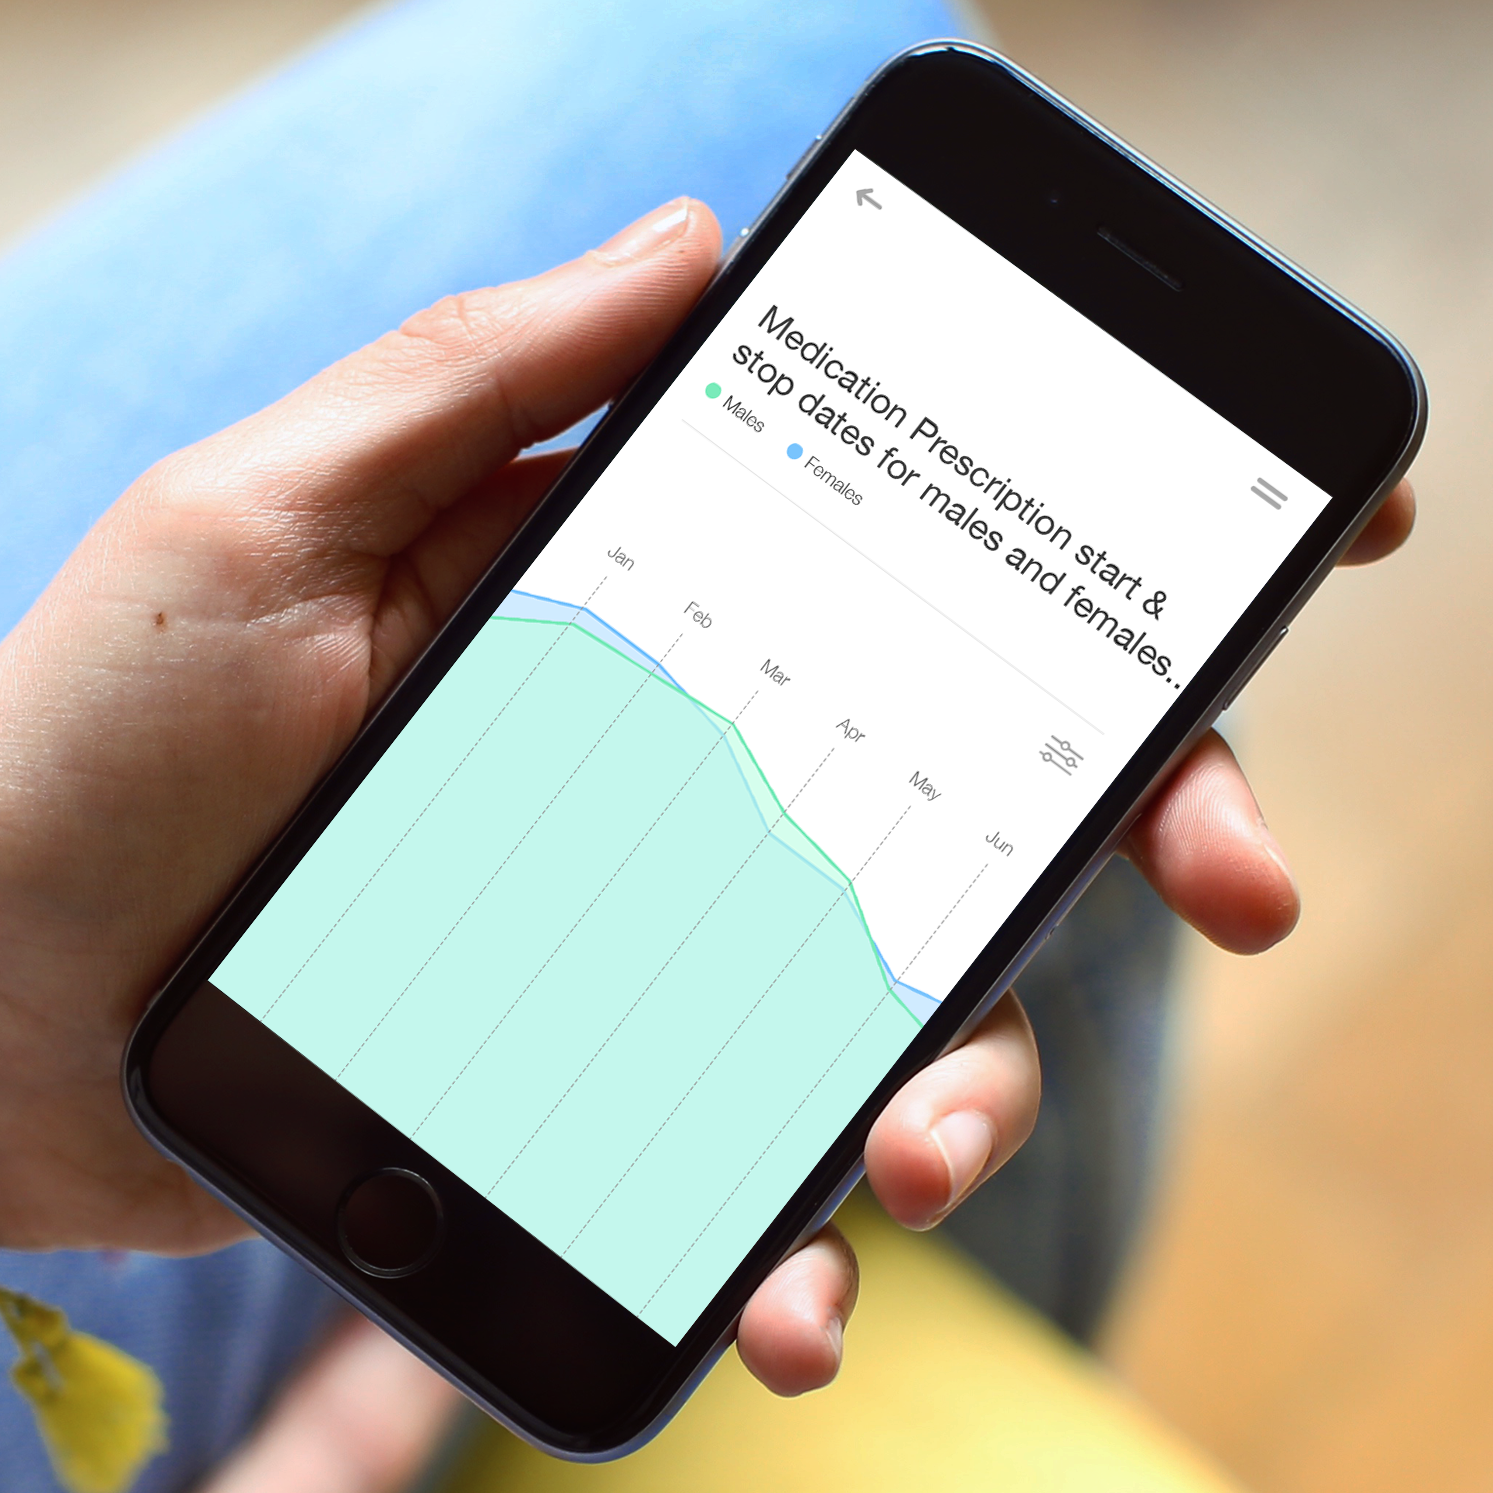 Medication Prescription start &
stop dates for males and females..
Males
Females
Jan
Feb
Mar
Apr
May
Jun